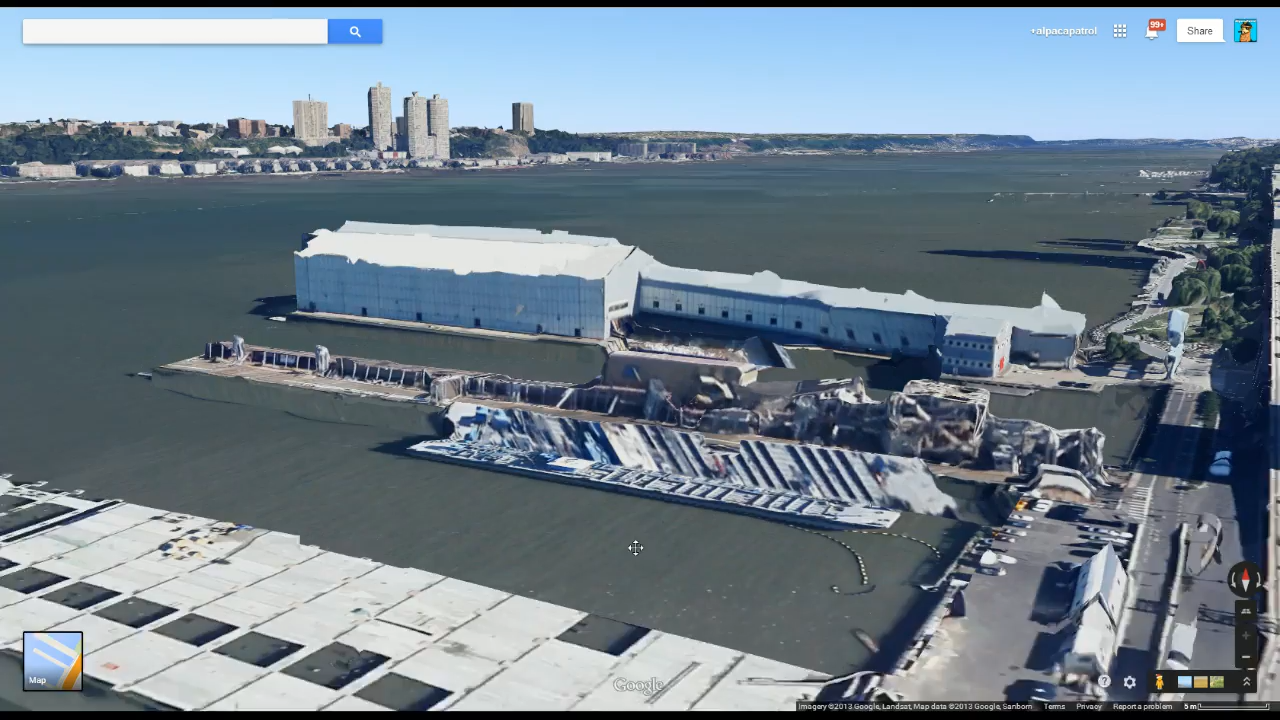 +alpacapatrol
99+
Share
Map
Google
Imagery ©2013 Google, Landsat, Map data ©2013 Google, Sanborn Terms Privacy Report a problem 5 m